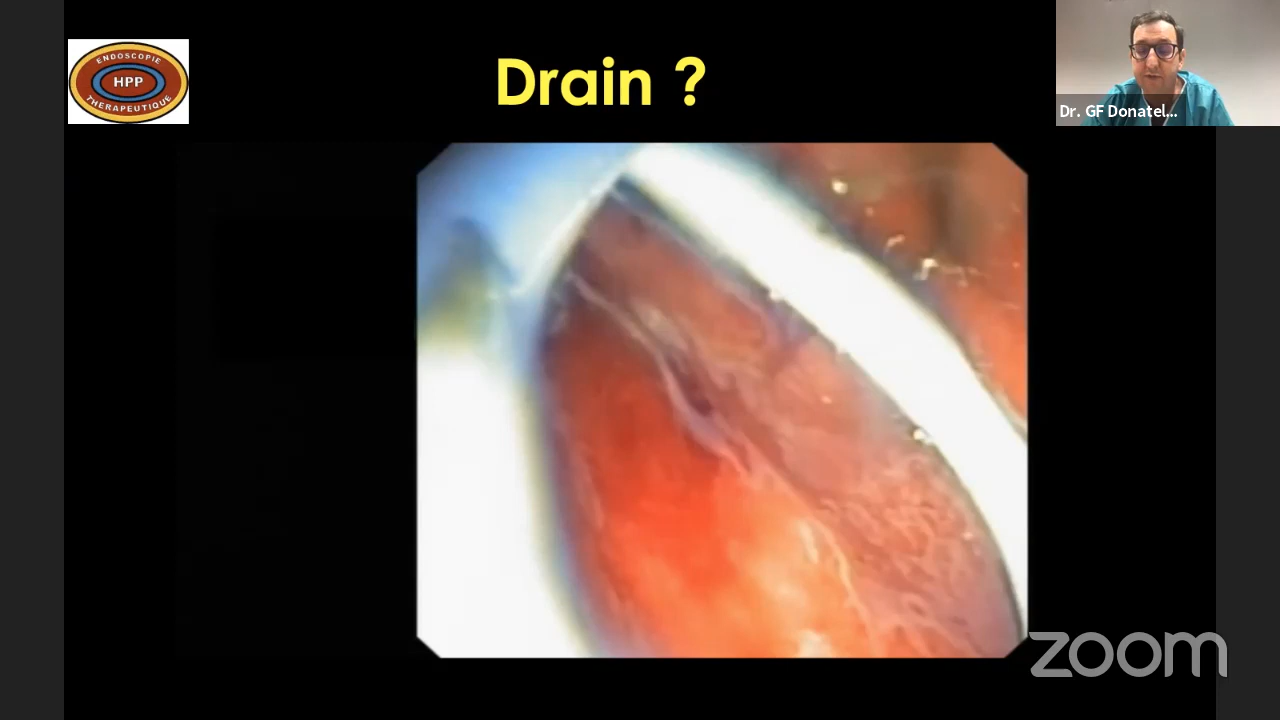 ENDOSCOPIE
HPP
THERAPEUTIQUE
Drain ?
Dr. GF Donatel...
zoom